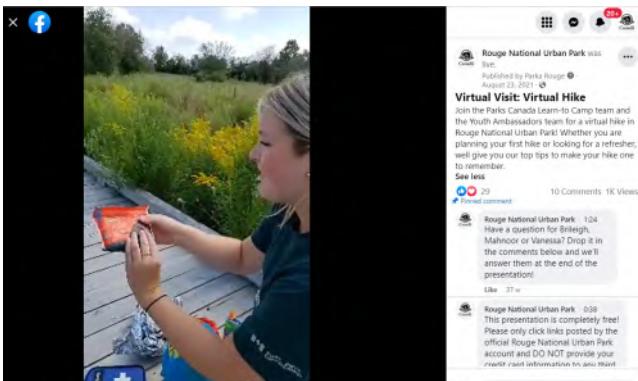 20+
Rouge National Urban Park was
live.
Published by Parks Rouge
August 23, 2021
Virtual Visit: Virtual Hike
Join the Parks Canada Learn-to Camp team and
the Youth Ambassadors team for a virtual hike in
Rouge National Urban Park! Whether you are
planning your first hike or looking for a refresher,
well give you our top tips to make your hike one
to remember.
See less
29
10 Comments 1K Views
Pinned comment
Rouge National Urban Park · 1:24
Have a question for Brileigh,
Mahnoor or Vanessa? Drop it in
the comments below and we'll
answer them at the end of the
presentation!
Like 37 w
Rouge National Urban Park · 0:38
This presentation is completely free!
Please only click links posted by the
official Rouge National Urban Park
account and DO NOT provide your
credit card information to any third